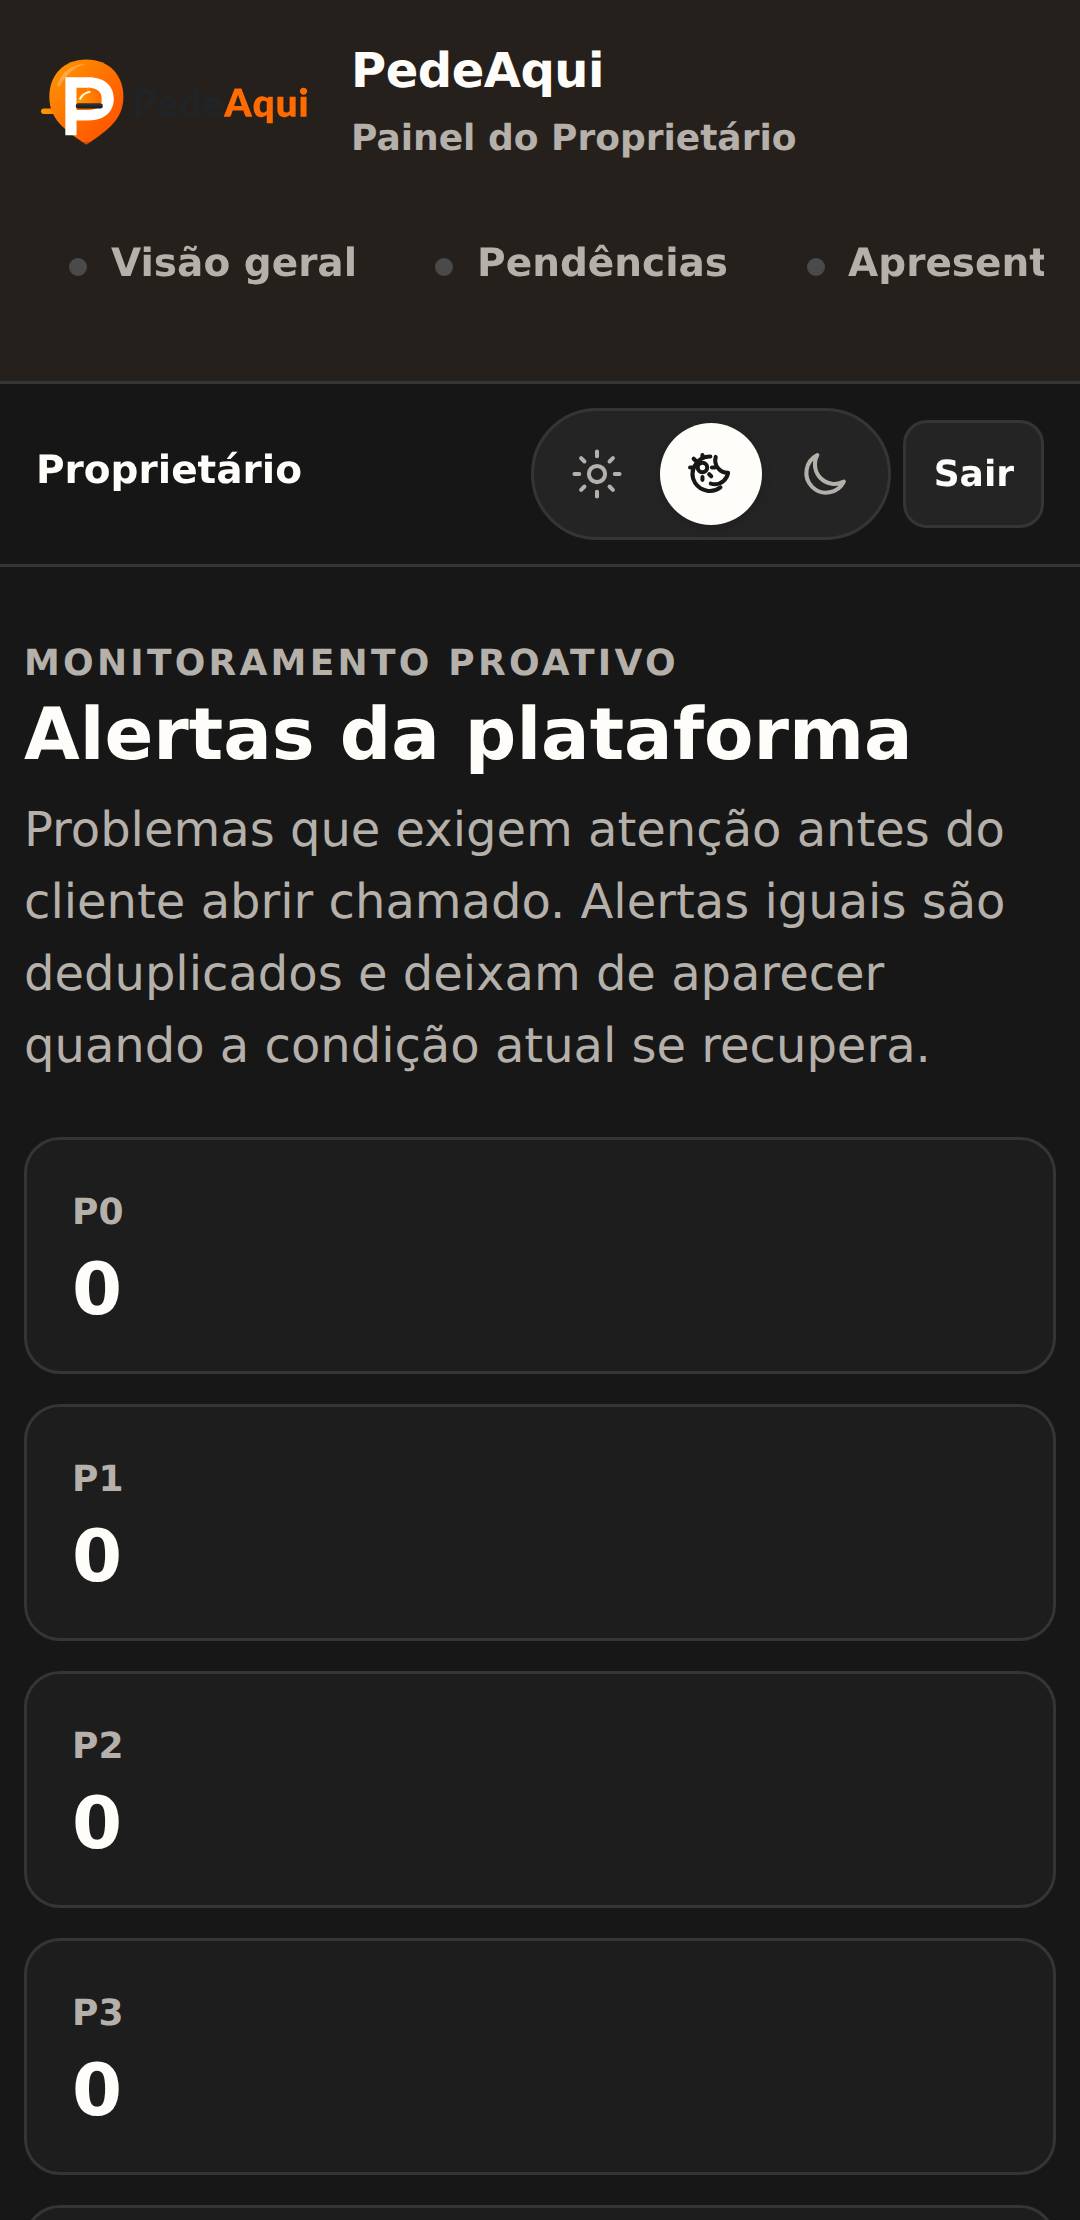 PedeAqui
PedeAqui
Painel do Proprietário
Visão geral
Pendências
Apresent
Proprietário
Sair
MONITORAMENTO PROATIVO
Alertas da plataforma
Problemas que exigem atenção antes do
cliente abrir chamado. Alertas iguais são
deduplicados e deixam de aparecer
quando a condição atual se recupera.
P0
0
P1
0
P2
0
P3
0